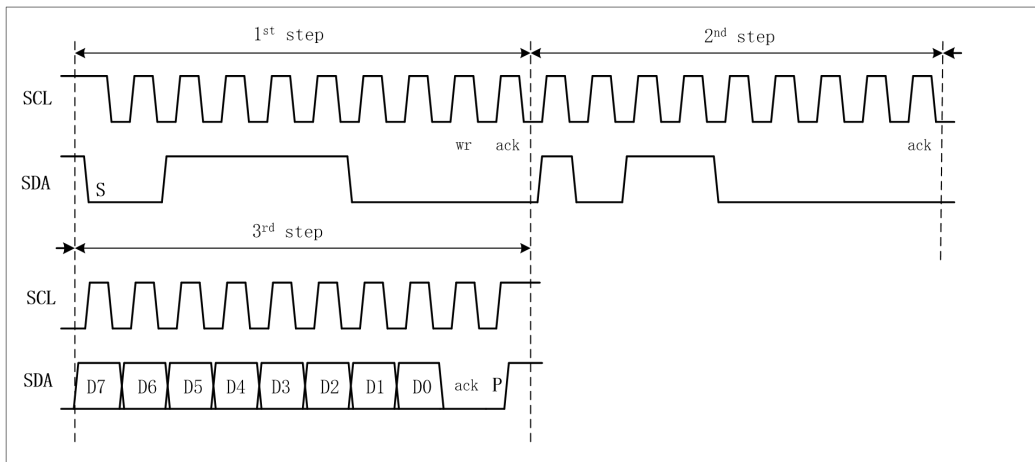 1st step 2nd step
SCL
wr ack ack
SDA S
3rd step
SCL
SDA D7 D6 D5 D4 D3 D2 D1 D0 ack P